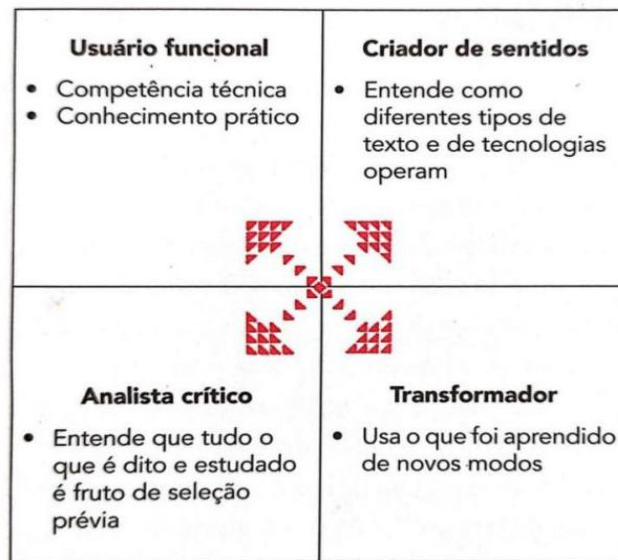 Usuário funcional
• Competência técnica
• Conhecimento prático
Criador de sentidos
• Entende como
diferentes tipos de
texto e de tecnologias
operam
Analista crítico
• Entende que tudo o
que é dito e estudado
é fruto de seleção
prévia
Transformador
• Usa o que foi aprendido
de novos modos